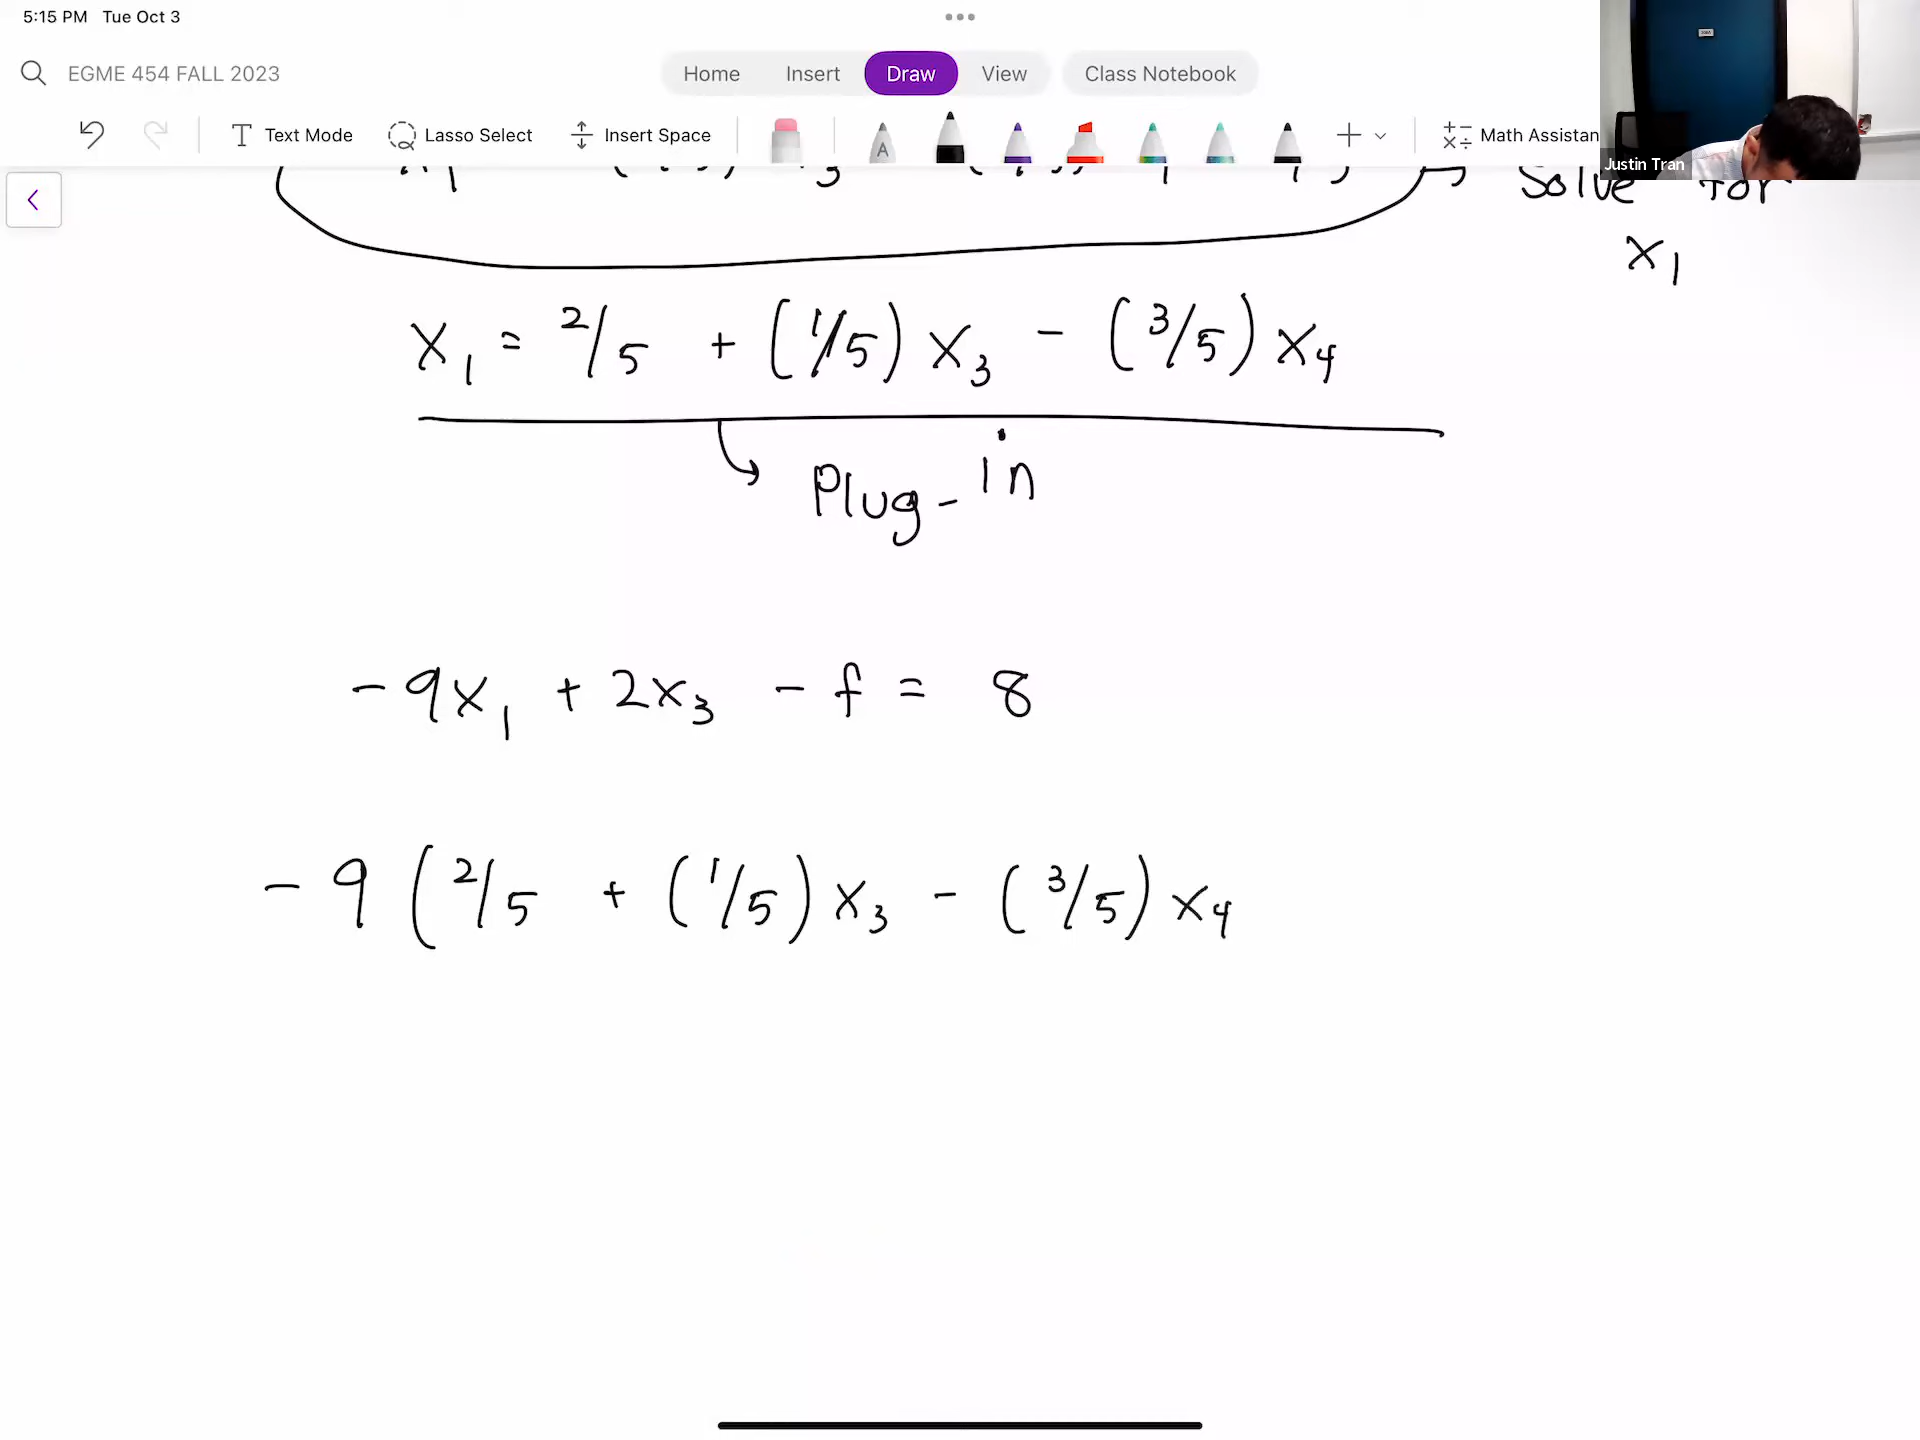 5:15 PM Tue Oct 3
EGME 454 FALL 2023
Home Insert Draw View Class Notebook
Text Mode Lasso Select Insert Space A Math Assistan
Justin Tran
Solve for
x₁
x₁ = 2/5 + (1/5) x₃ - (3/5) x₄
Plug-in
-9x₁ + 2x₃ - f = 8
-9 (2/5 + (1/5) x₃ - (3/5) x₄